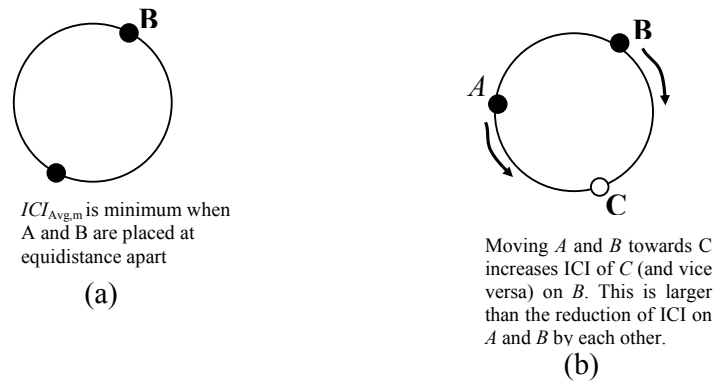 B
ICI_Avg,m is minimum when
A and B are placed at
equidistance apart
(a)
B
A
C
Moving A and B towards C
increases ICI of C (and vice
versa) on B. This is larger
than the reduction of ICI on
A and B by each other.
(b)